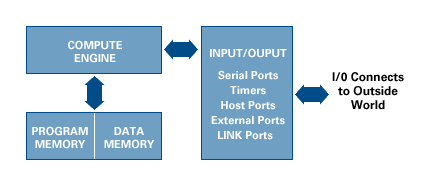 COMPUTE
ENGINE
PROGRAM
MEMORY
DATA
MEMORY
INPUT/OUPUT
Serial Ports
Timers
Host Ports
External Ports
LINK Ports
I/0 Connects
to Outside
World